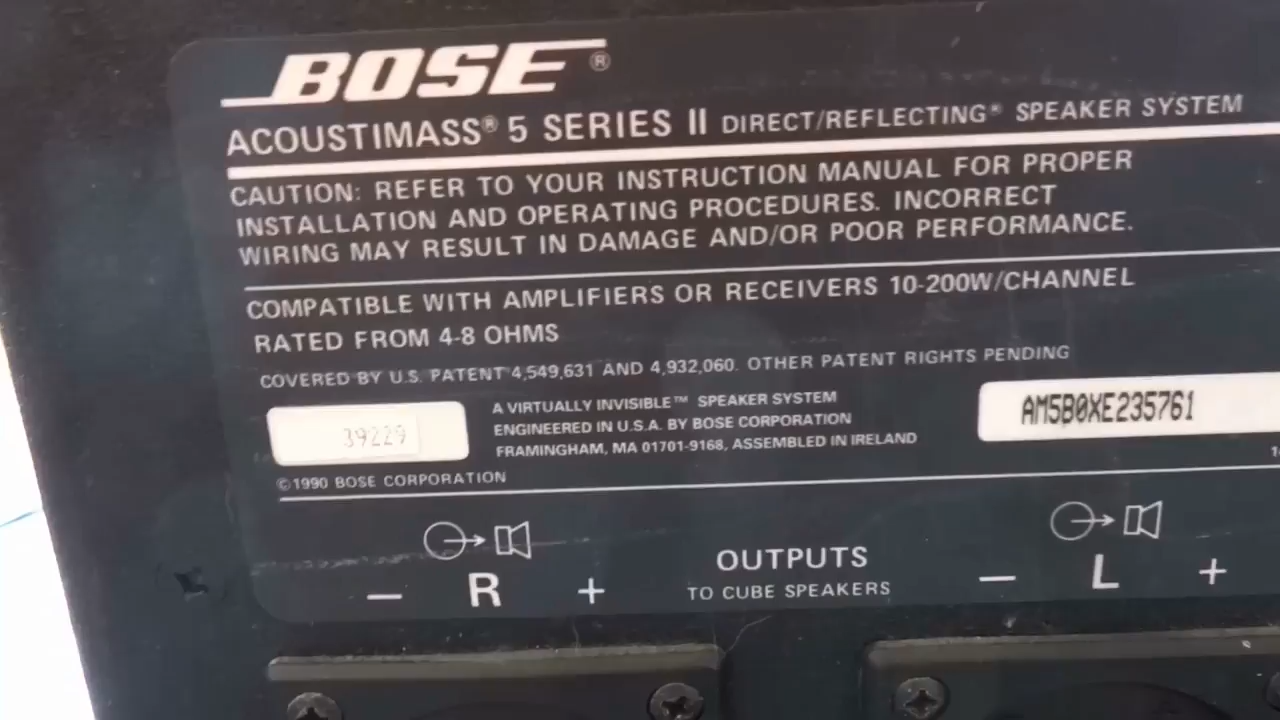 BOSE®
ACOUSTIMASS® 5 SERIES II DIRECT/REFLECTING® SPEAKER SYSTEM
CAUTION: REFER TO YOUR INSTRUCTION MANUAL FOR PROPER
INSTALLATION AND OPERATING PROCEDURES. INCORRECT
WIRING MAY RESULT IN DAMAGE AND/OR POOR PERFORMANCE.
COMPATIBLE WITH AMPLIFIERS OR RECEIVERS 10-200W/CHANNEL
RATED FROM 4-8 OHMS
COVERED BY U.S. PATENT 4,549,631 AND 4,932,060. OTHER PATENT RIGHTS PENDING
39229
A VIRTUALLY INVISIBLE™ SPEAKER SYSTEM
ENGINEERED IN U.S.A. BY BOSE CORPORATION
FRAMINGHAM, MA 01701-9168, ASSEMBLED IN IRELAND
AM5B0XE235761
©1990 BOSE CORPORATION
OUTPUTS
TO CUBE SPEAKERS
− R +
− L +